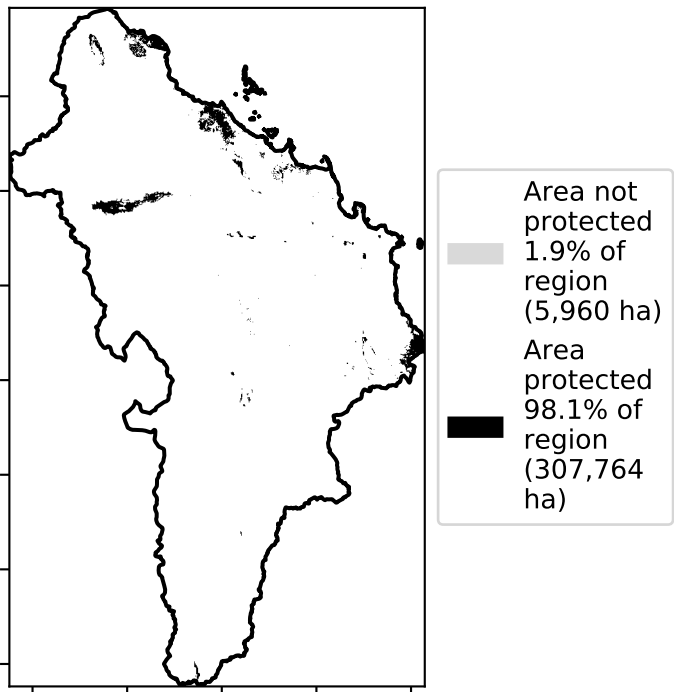 Area not
protected
1.9% of
region
(5,960 ha)
Area
protected
98.1% of
region
(307,764
ha)